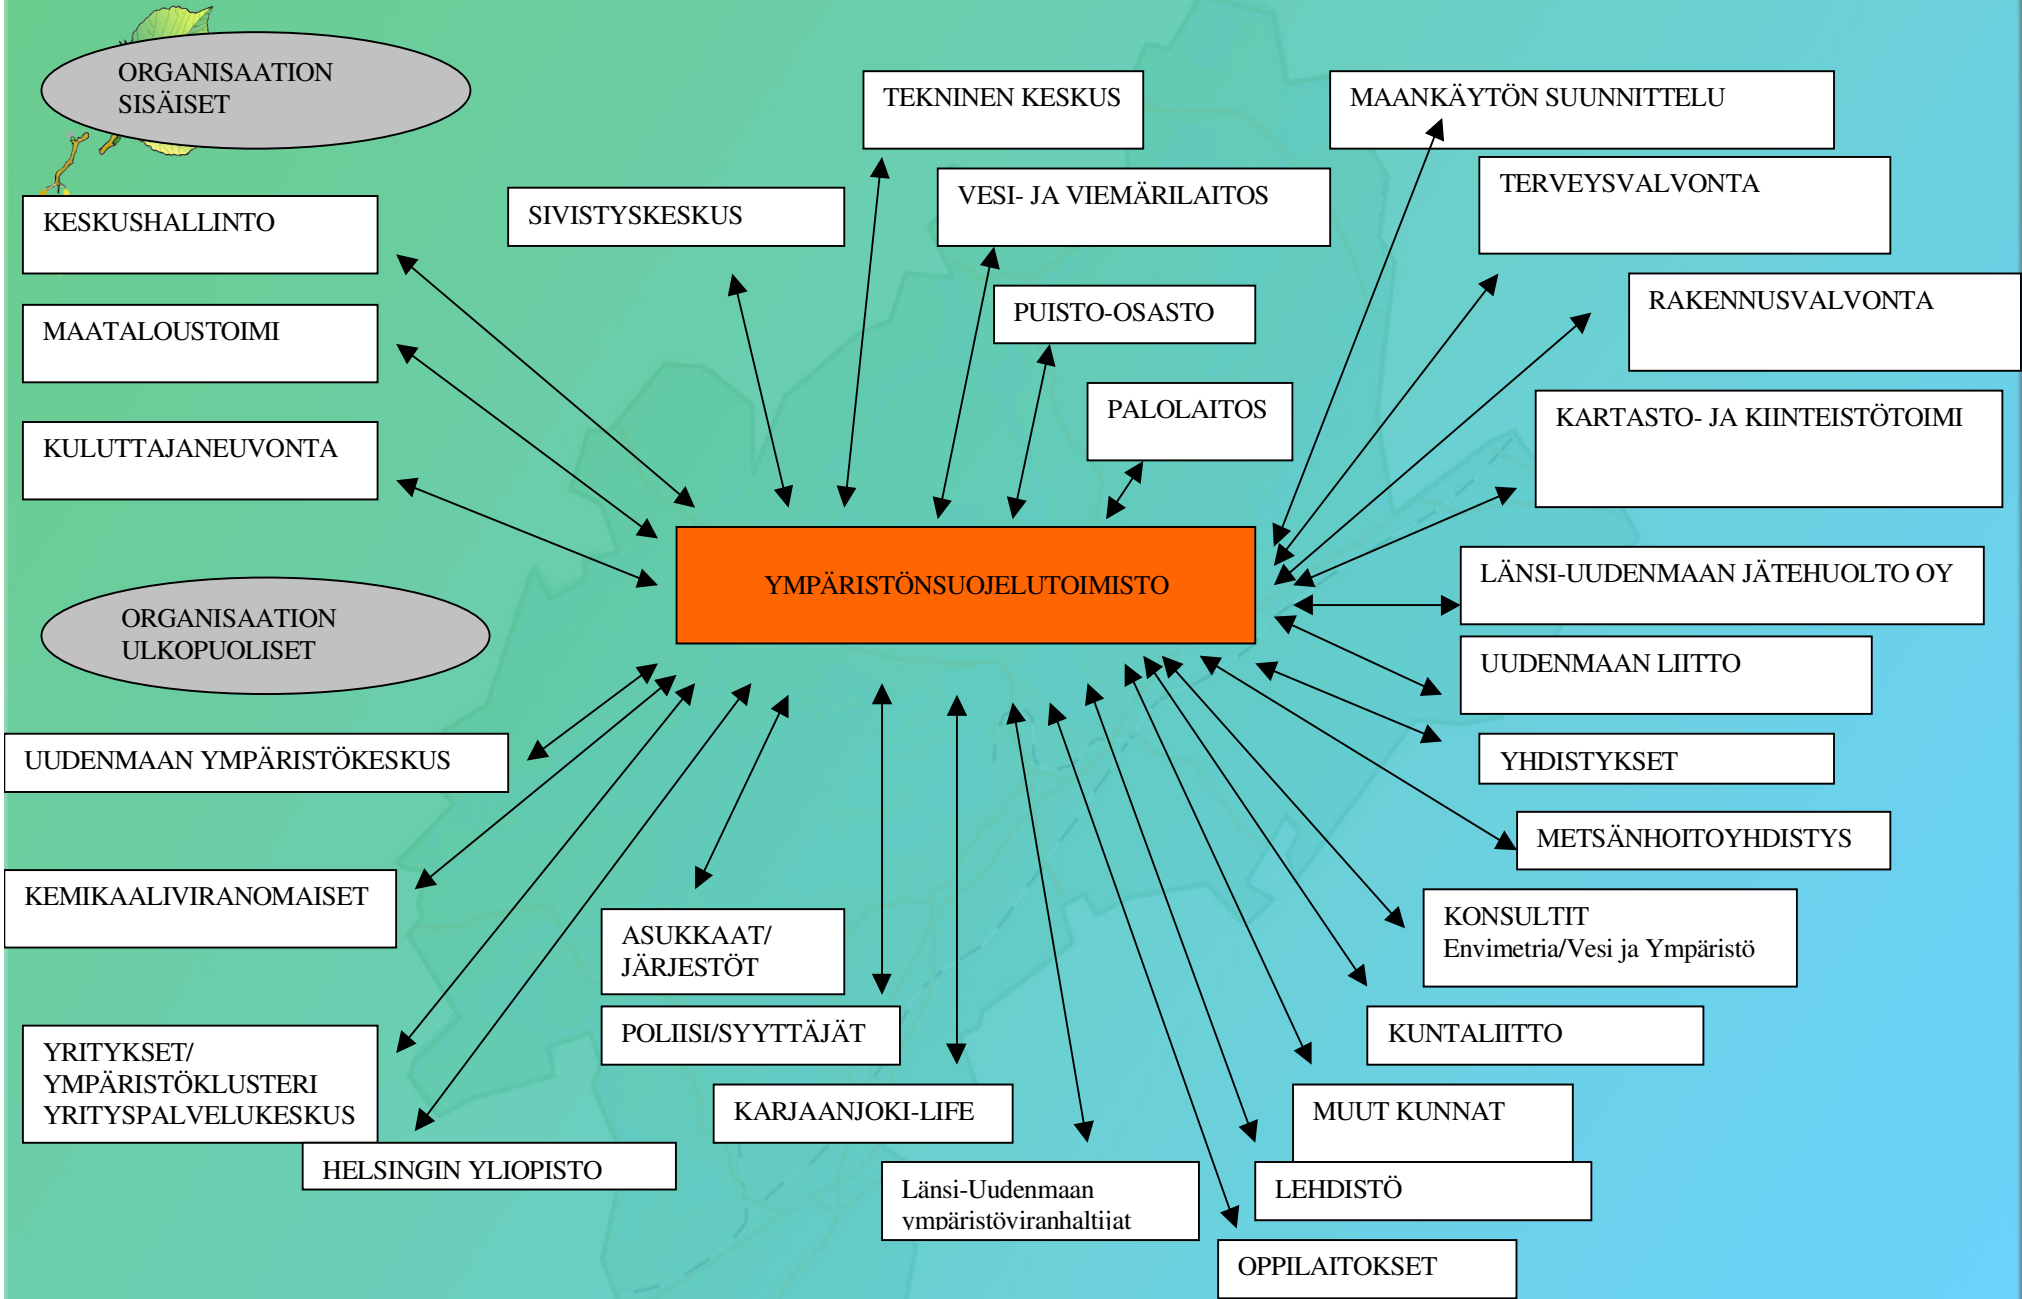 ORGANISAATION
SISÄISET
TEKNINEN KESKUS
MAANKÄYTÖN SUUNNITTELU
KESKUSHALLINTO
SIVISTYSKESKUS
VESI- JA VIEMÄRILAITOS
TERVEYSVALVONTA
MAATALOUSTOIMI
PUISTO-OSASTO
RAKENNUSVALVONTA
KULUTTAJANEUVONTA
PALOLAITOS
KARTASTO- JA KIINTEISTÖTOIMI
YMPÄRISTÖNSUOJELUTOIMISTO
LÄNSI-UUDENMAAN JÄTEHUOLTO OY
ORGANISAATION
ULKOPUOLISET
UUDENMAAN LIITTO
UUDENMAAN YMPÄRISTÖKESKUS
YHDISTYKSET
METSÄNHOITOYHDISTYS
KEMIKAALIVIRANOMAISET
ASUKKAAT/
JÄRJESTÖT
KONSULTIT
Envimetria/Vesi ja Ympäristö
POLIISI/SYYTTÄJÄT
KUNTALIITTO
YRITYKSET/
YMPÄRISTÖKLUSTERI
YRITYSPALVELUKESKUS
KARJAANJOKI-LIFE
MUUT KUNNAT
HELSINGIN YLIOPISTO
Länsi-Uudenmaan
ympäristöviranhaltijat
LEHDISTÖ
OPPILAITOKSET